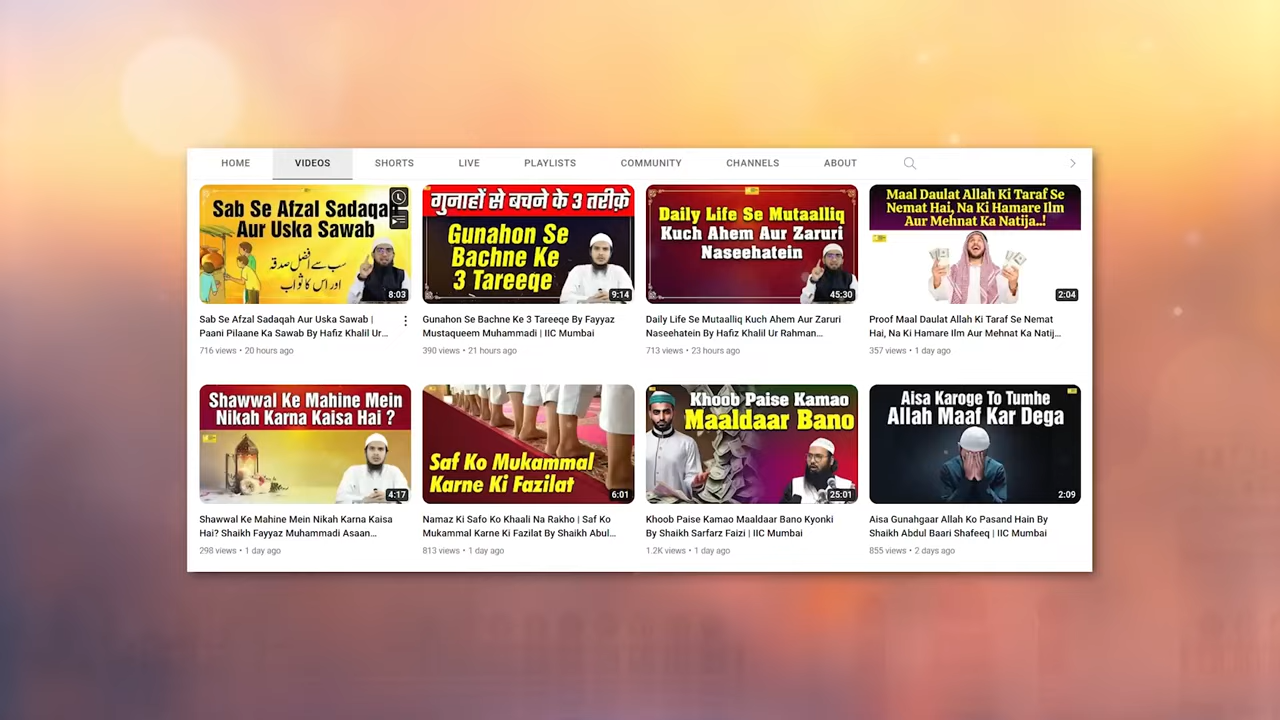 HOME VIDEOS SHORTS LIVE PLAYLISTS COMMUNITY CHANNELS ABOUT
Sab Se Afzal Sadaqa
Aur Uska Sawab
سب سے افضل صدقہ
اور اس کا ثواب
8:03
गुनाहों से बचने के 3 तरीक़े
Gunahon Se
Bachne Ke
3 Tareeqe
9:14
Daily Life Se Mutaalliq
Kuch Ahem Aur Zaruri
Naseehatein
45:30
Maal Daulat Allah Ki Taraf Se
Nemat Hai, Na Ki Hamare Ilm
Aur Mehnat Ka Natija..!
2:04
Sab Se Afzal Sadaqah Aur Uska Sawab |
Paani Pilaane Ka Sawab By Hafiz Khalil Ur...
716 views • 20 hours ago
Gunahon Se Bachne Ke 3 Tareeqe By Fayyaz
Mustaqueem Muhammadi | IIC Mumbai
390 views • 21 hours ago
Daily Life Se Mutaalliq Kuch Ahem Aur Zaruri
Naseehatein By Hafiz Khalil Ur Rahman...
713 views • 23 hours ago
Proof Maal Daulat Allah Ki Taraf Se Nemat
Hai, Na Ki Hamare Ilm Aur Mehnat Ka Natij...
357 views • 1 day ago
Shawwal Ke Mahine Mein
Nikah Karna Kaisa Hai ?
4:17
Saf Ko Mukammal
Karne Ki Fazilat
6:01
Khoob Paise Kamao
Maaldaar Bano
25:01
Aisa Karoge To Tumhe
Allah Maaf Kar Dega
2:09
Shawwal Ke Mahine Mein Nikah Karna Kaisa
Hai? Shaikh Fayyaz Muhammadi Asaan...
298 views • 1 day ago
Namaz Ki Safo Ko Khaali Na Rakho | Saf Ko
Mukammal Karne Ki Fazilat By Shaikh Abul...
813 views • 1 day ago
Khoob Paise Kamao Maaldaar Bano Kyonki
By Shaikh Sarfarz Faizi | IIC Mumbai
1.2K views • 1 day ago
Aisa Gunahgaar Allah Ko Pasand Hain By
Shaikh Abdul Baari Shafeeq | IIC Mumbai
855 views • 2 days ago